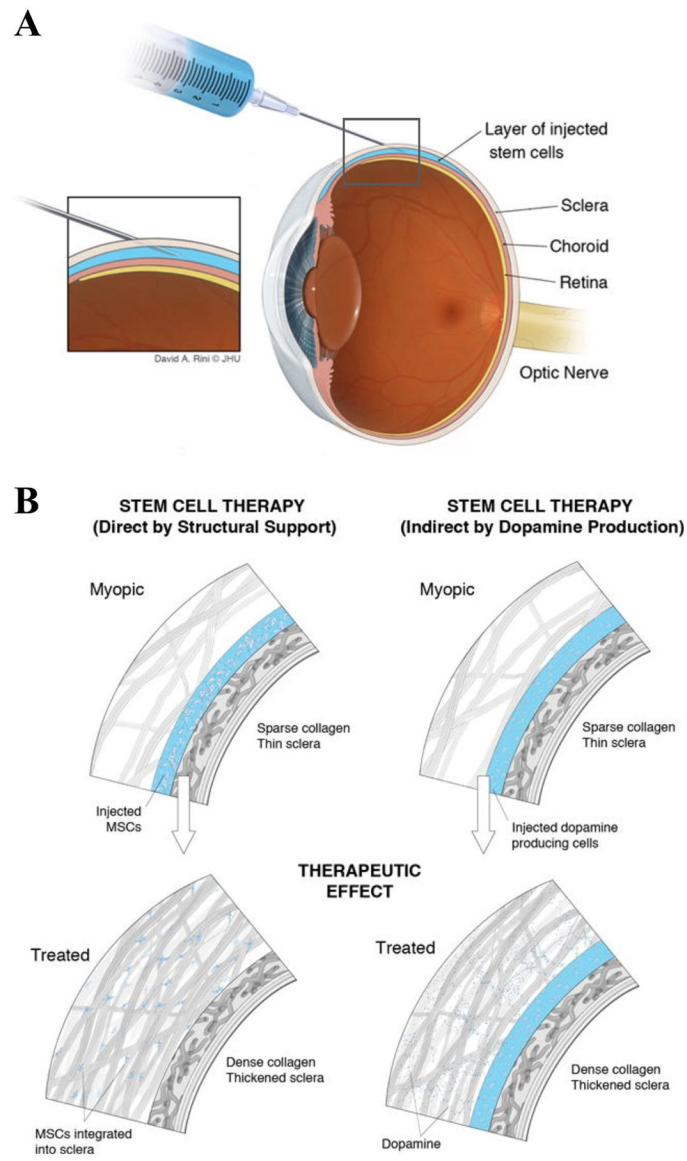 A
Layer of injected
stem cells
Sclera
Choroid
Retina
David A. Rini © JHU
Optic Nerve
B
STEM CELL THERAPY
(Direct by Structural Support)
STEM CELL THERAPY
(Indirect by Dopamine Production)
Myopic
Myopic
Sparse collagen
Thin sclera
Sparse collagen
Thin sclera
Injected
MSCs
Injected dopamine
producing cells
THERAPEUTIC
EFFECT
Treated
Treated
Dense collagen
Thickened sclera
Dense collagen
Thickened sclera
MSCs integrated
into sclera
Dopamine